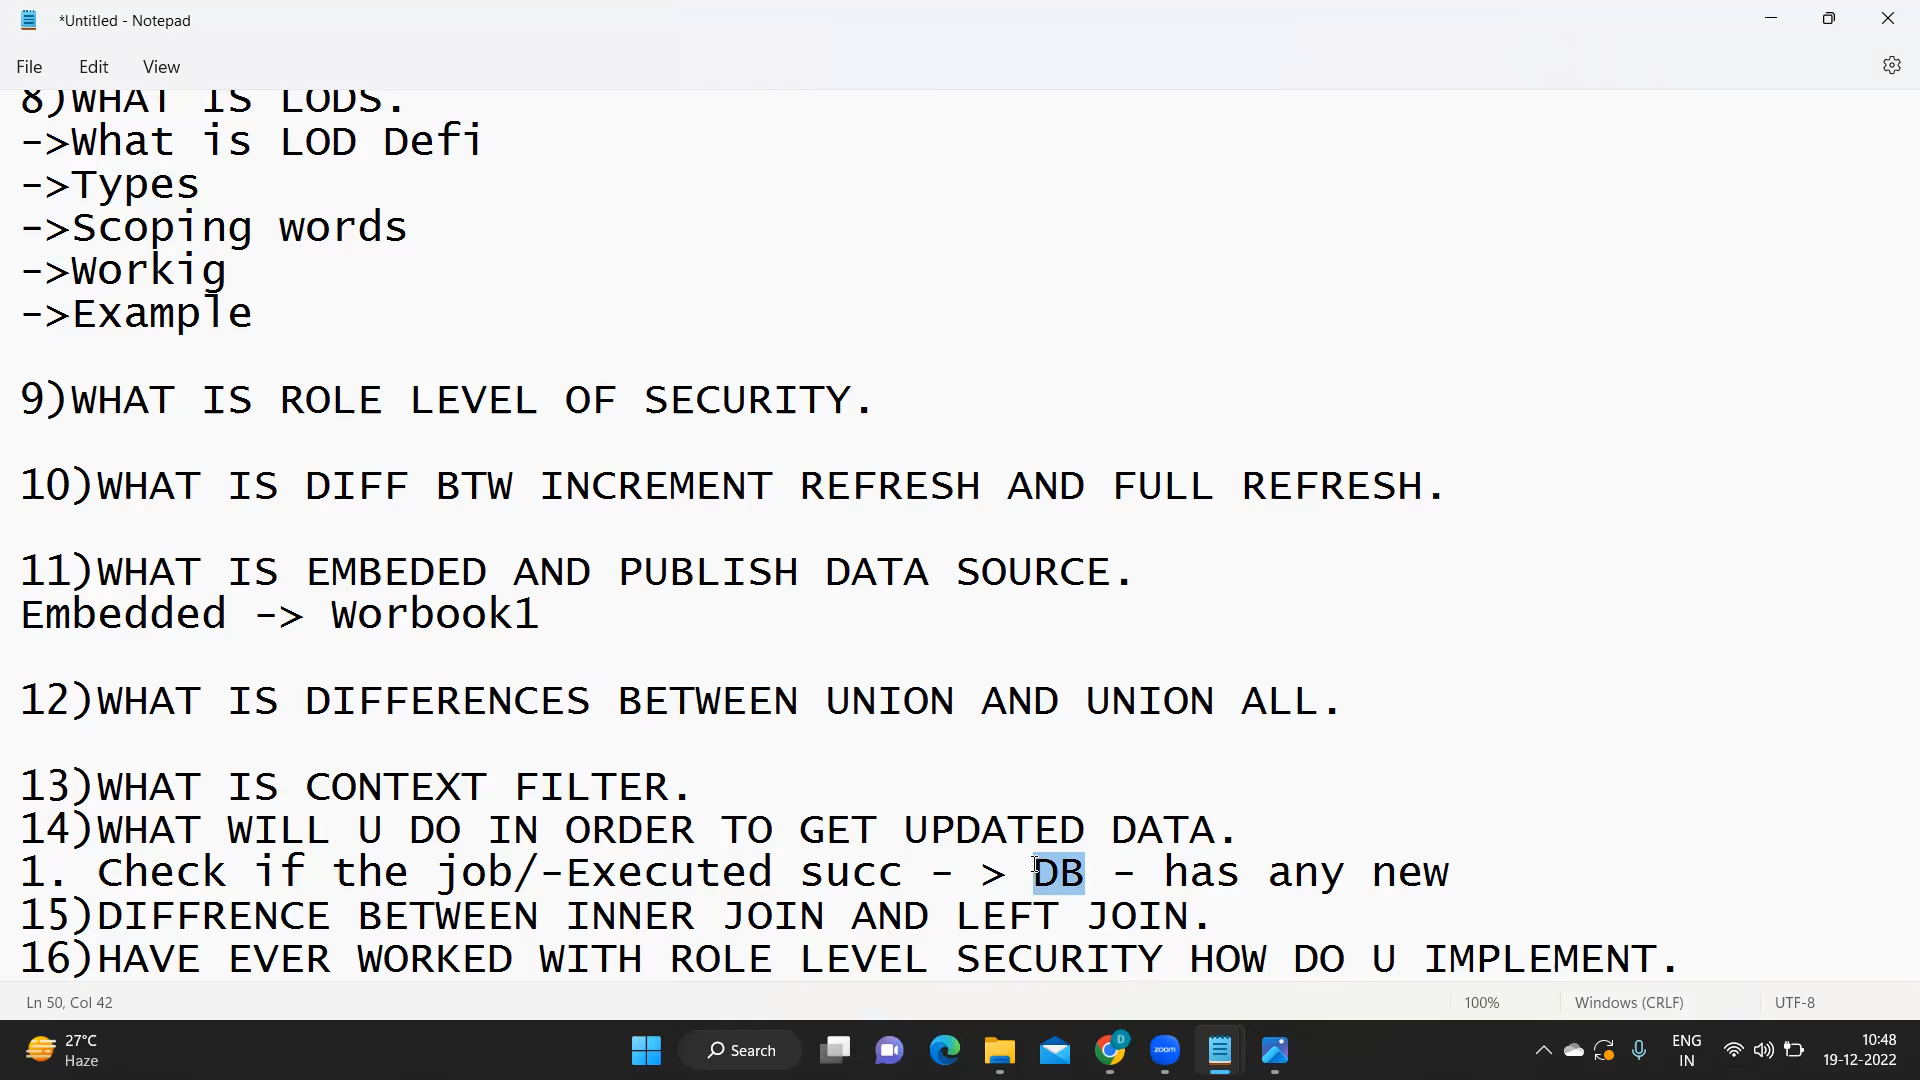 *Untitled - Notepad
File Edit View
8)WHAT IS LODS.
->What is LOD Defi
->Types
->Scoping words
->Workig
->Example
9)WHAT IS ROLE LEVEL OF SECURITY.
10)WHAT IS DIFF BTW INCREMENT REFRESH AND FULL REFRESH.
11)WHAT IS EMBEDED AND PUBLISH DATA SOURCE.
Embedded -> Worbook1
12)WHAT IS DIFFERENCES BETWEEN UNION AND UNION ALL.
13)WHAT IS CONTEXT FILTER.
14)WHAT WILL U DO IN ORDER TO GET UPDATED DATA.
1. Check if the job/-Executed succ - > DB - has any new
15)DIFFRENCE BETWEEN INNER JOIN AND LEFT JOIN.
16)HAVE EVER WORKED WITH ROLE LEVEL SECURITY HOW DO U IMPLEMENT.
Ln 50, Col 42 100% Windows (CRLF) UTF-8
27°C
Haze
Search
D
zoom
ENG
IN
10:48
19-12-2022